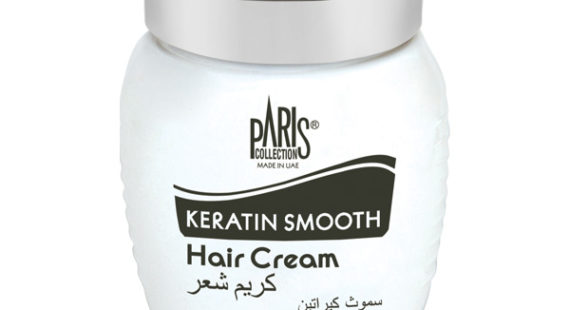 PARIS®
COLLECTION
MADE IN UAE
KERATIN SMOOTH
Hair Cream
كريم شعر
سموث كيراتين